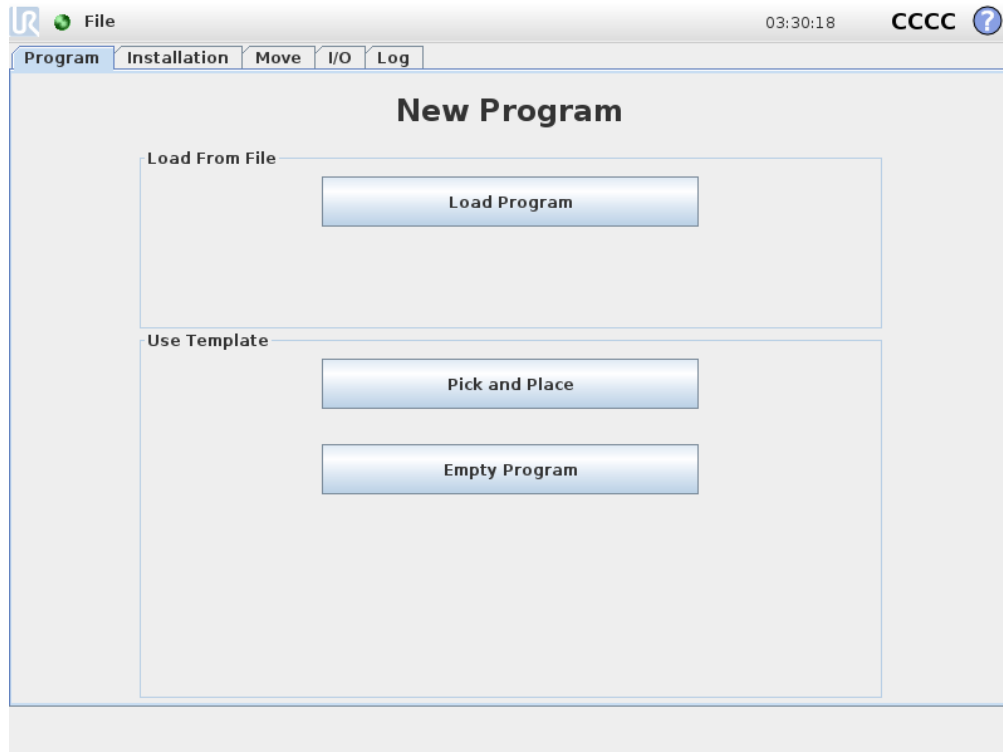 UR File 03:30:18 CCCC ?
Program Installation Move I/O Log
New Program
Load From File
Load Program
Use Template
Pick and Place
Empty Program